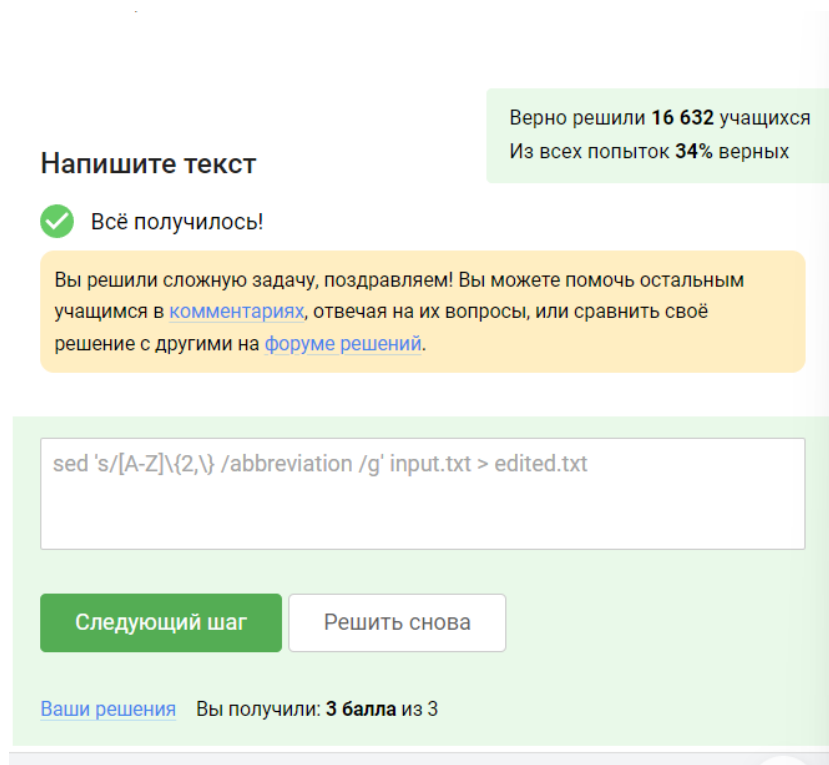 Верно решили 16 632 учащихся
Из всех попыток 34% верных
Напишите текст
Всё получилось!
Вы решили сложную задачу, поздравляем! Вы можете помочь остальным
учащимся в комментариях, отвечая на их вопросы, или сравнить своё
решение с другими на форуме решений.
sed 's/[A-Z]\{2,\} /abbreviation /g' input.txt > edited.txt
Следующий шаг
Решить снова
Ваши решения Вы получили: 3 балла из 3